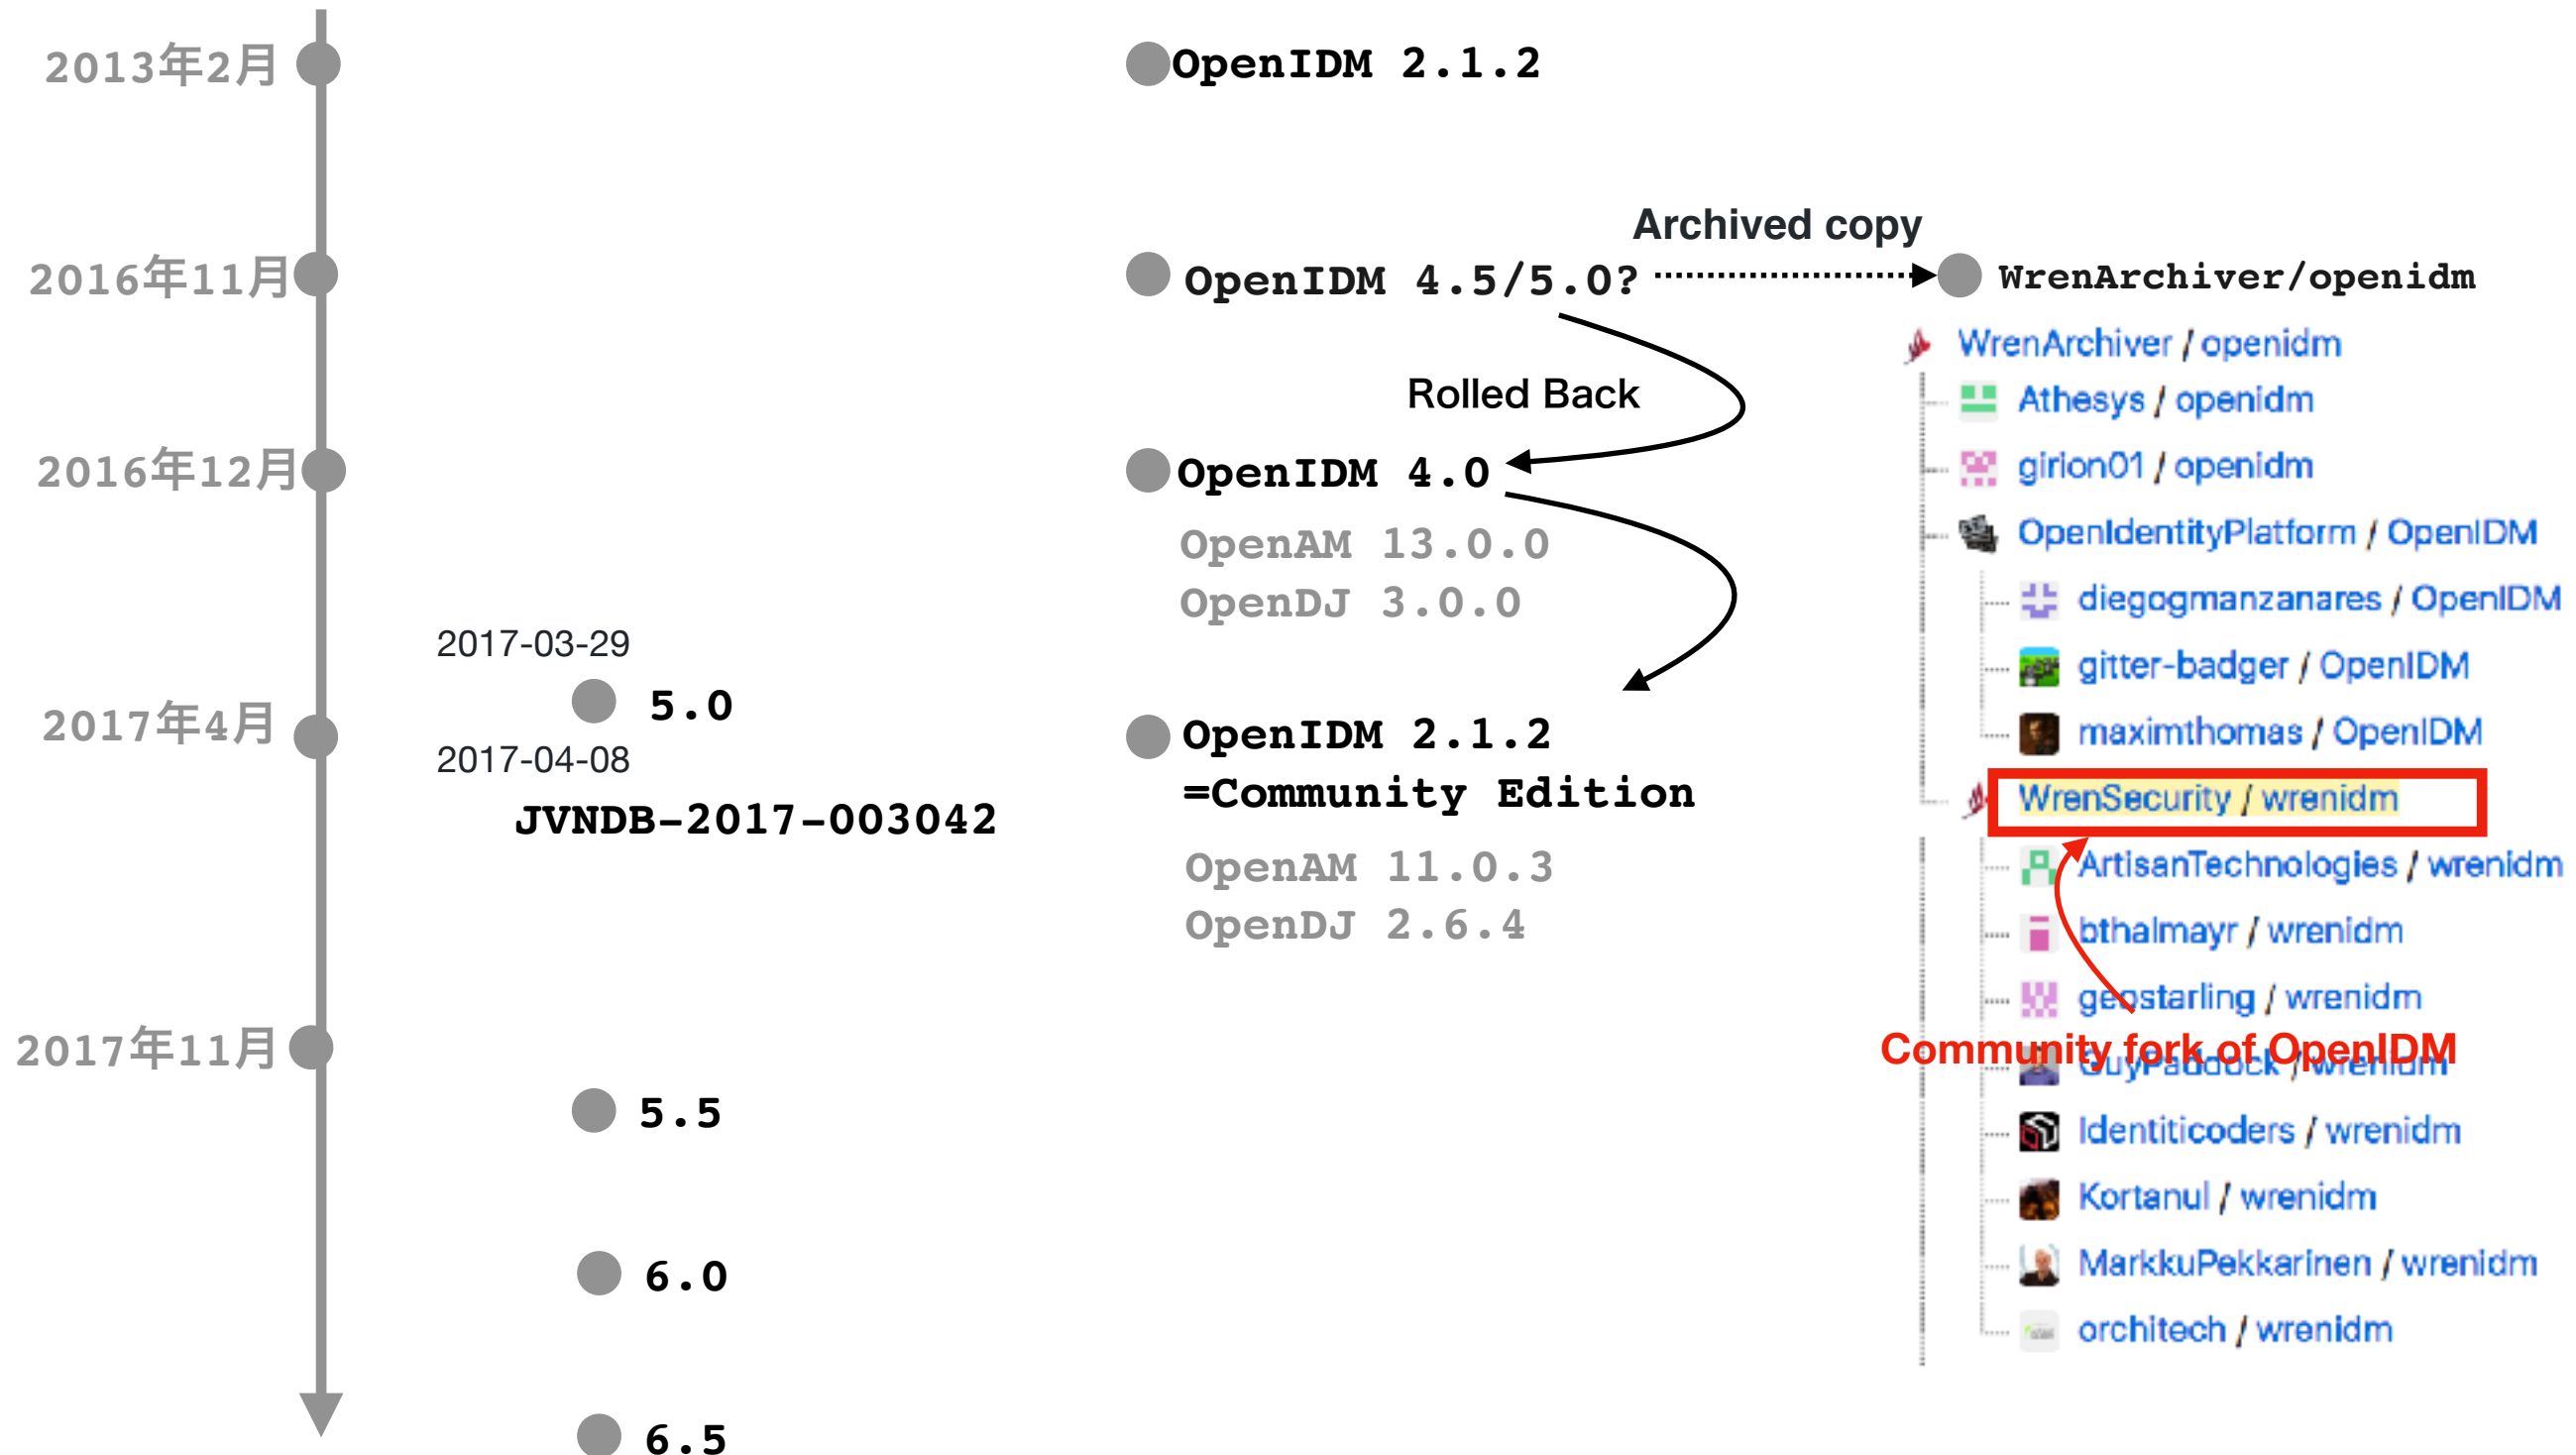 2013年2月
OpenIDM 2.1.2
Archived copy
2016年11月
OpenIDM 4.5/5.0?
WrenArchiver/openidm
WrenArchiver / openidm
Athesys / openidm
girion01 / openidm
OpenIdentityPlatform / OpenIDM
diegogmanzanares / OpenIDM
gitter-badger / OpenIDM
maximthomas / OpenIDM
WrenSecurity / wrenidm
ArtisanTechnologies / wrenidm
bthalmayr / wrenidm
geostarling / wrenidm
Community fork of OpenIDM
GuyPaddock / wrenidm
Identiticoders / wrenidm
Kortanul / wrenidm
MarkkuPekkarinen / wrenidm
orchitech / wrenidm
Rolled Back
2016年12月
OpenIDM 4.0
OpenAM 13.0.0
OpenDJ 3.0.0
2017-03-29
5.0
2017年4月
2017-04-08
JVNDB-2017-003042
OpenIDM 2.1.2
=Community Edition
OpenAM 11.0.3
OpenDJ 2.6.4
2017年11月
5.5
6.0
6.5